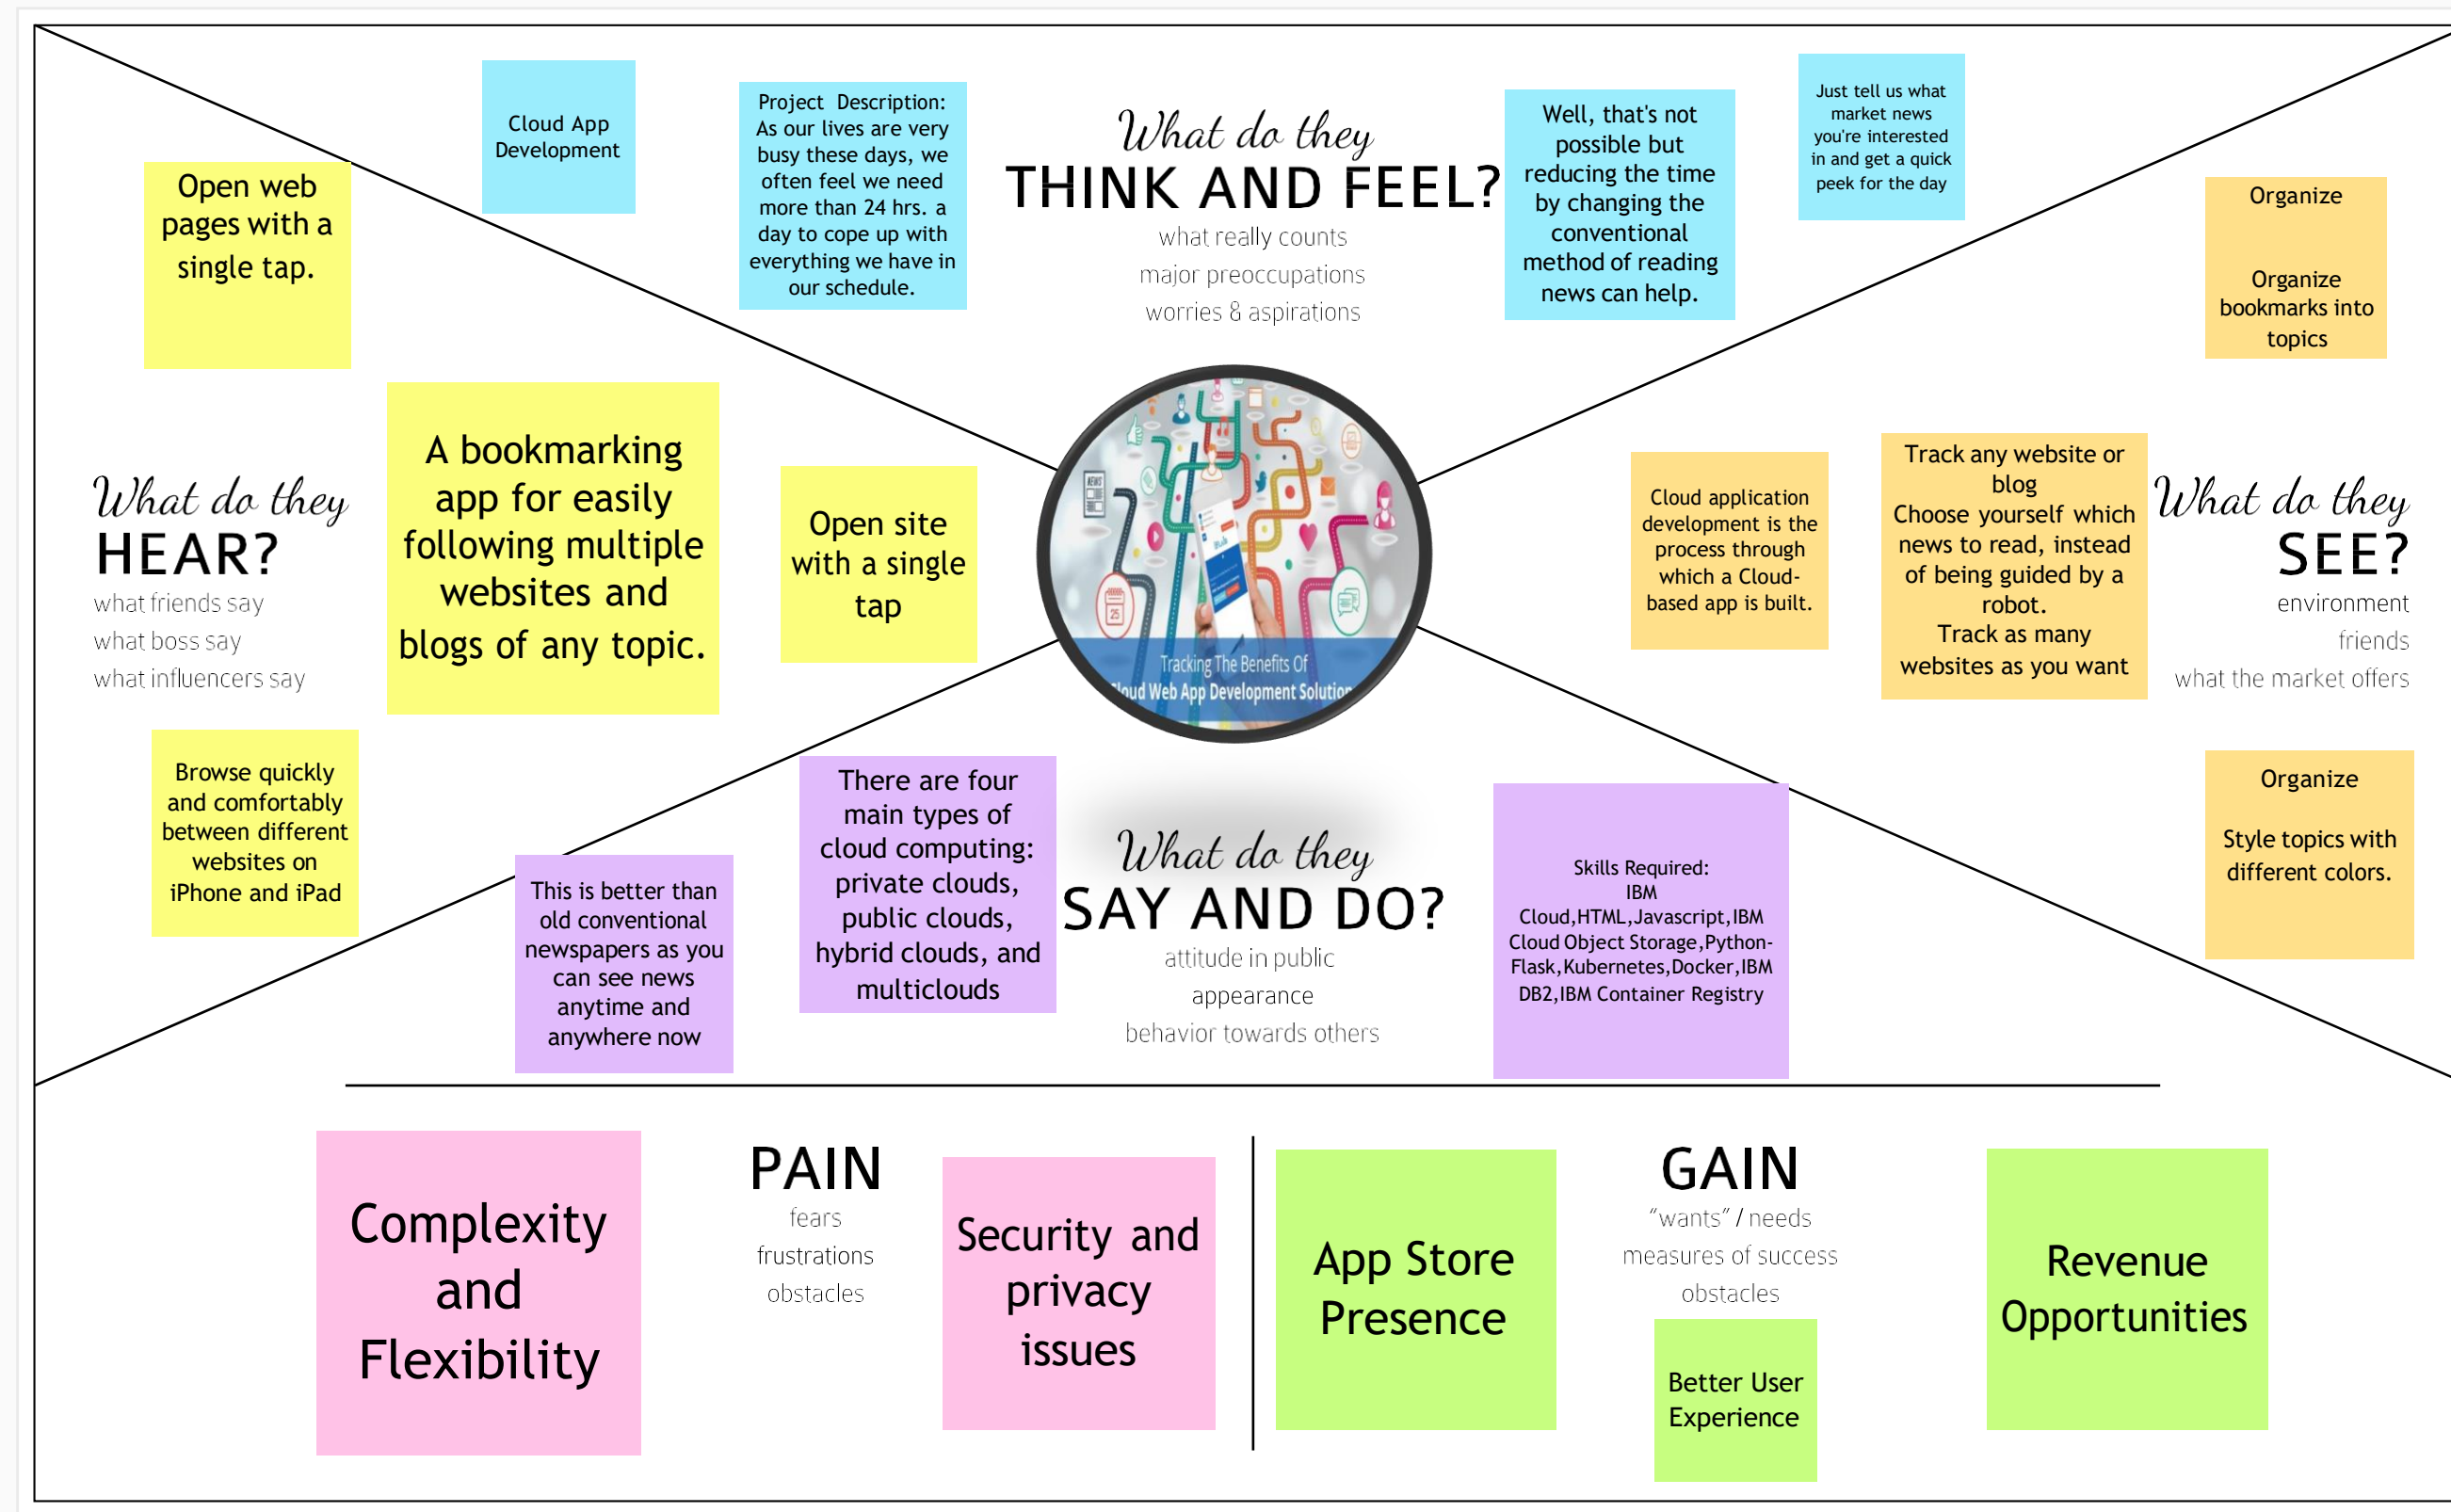 Cloud App
Development
Project Description:
As our lives are very
busy these days, we
often feel we need
more than 24 hrs. a
day to cope up with
everything we have in
our schedule.
What do they
THINK AND FEEL?
what really counts
major preoccupations
worries & aspirations
Well, that's not
possible but
reducing the time
by changing the
conventional
method of reading
news can help.
Just tell us what
market news
you're interested
in and get a quick
peek for the day
Open web
pages with a
single tap.
What do they
HEAR?
what friends say
what boss say
what influencers say
A bookmarking
app for easily
following multiple
websites and
blogs of any topic.
Open site
with a single
tap
Browse quickly
and comfortably
between different
websites on
iPhone and iPad
NEWS
25
Tracking The Benefits Of
Cloud Web App Development Solution
Organize
Organize
bookmarks into
topics
Cloud application
development is the
process through
which a Cloud-
based app is built.
Track any website or
blog
Choose yourself which
news to read, instead
of being guided by a
robot.
Track as many
websites as you want
What do they
SEE?
environment
friends
what the market offers
Organize
Style topics with
different colors.
This is better than
old conventional
newspapers as you
can see news
anytime and
anywhere now
There are four
main types of
cloud computing:
private clouds,
public clouds,
hybrid clouds, and
multiclouds
What do they
SAY AND DO?
attitude in public
appearance
behavior towards others
Skills Required:
IBM
Cloud,HTML,Javascript,IBM
Cloud Object Storage,Python-
Flask,Kubernetes,Docker,IBM
DB2,IBM Container Registry
Complexity
and
Flexibility
PAIN
fears
frustrations
obstacles
Security and
privacy
issues
App Store
Presence
GAIN
"wants" / needs
measures of success
obstacles
Better User
Experience
Revenue
Opportunities